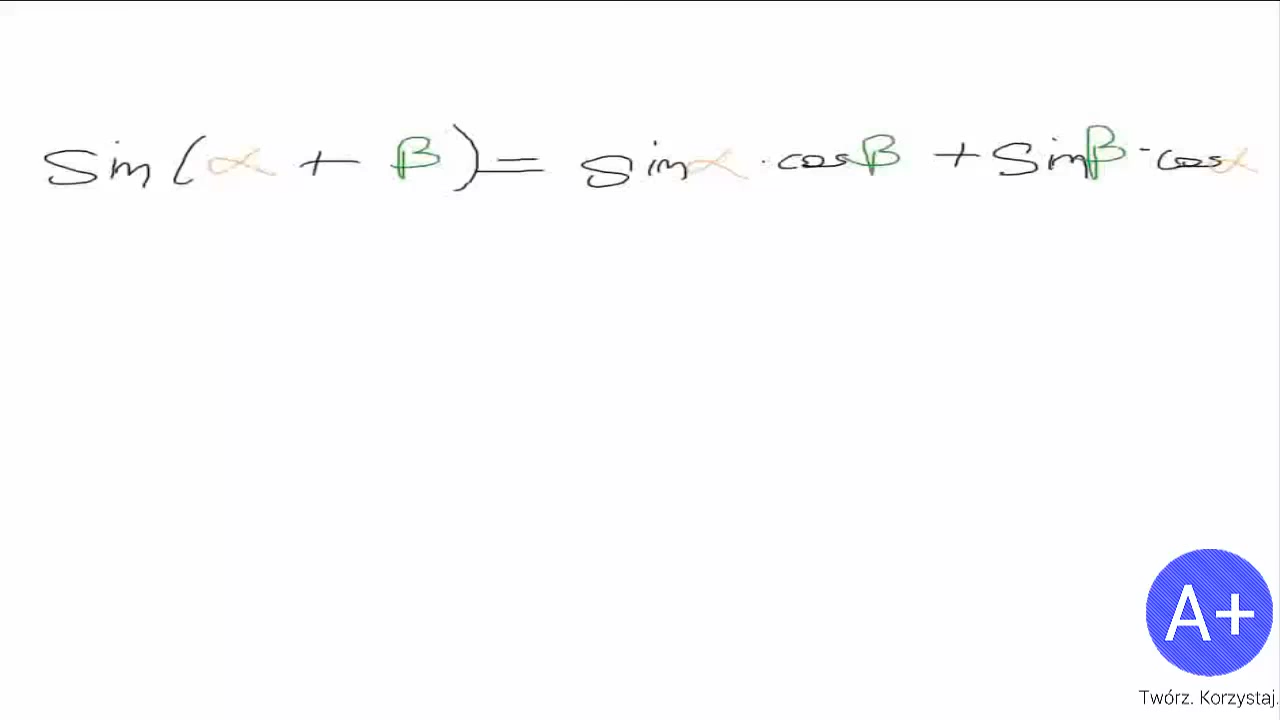 sin(α + β) = sinα · cosβ + sinβ · cosα
A+
Twórz. Korzystaj.